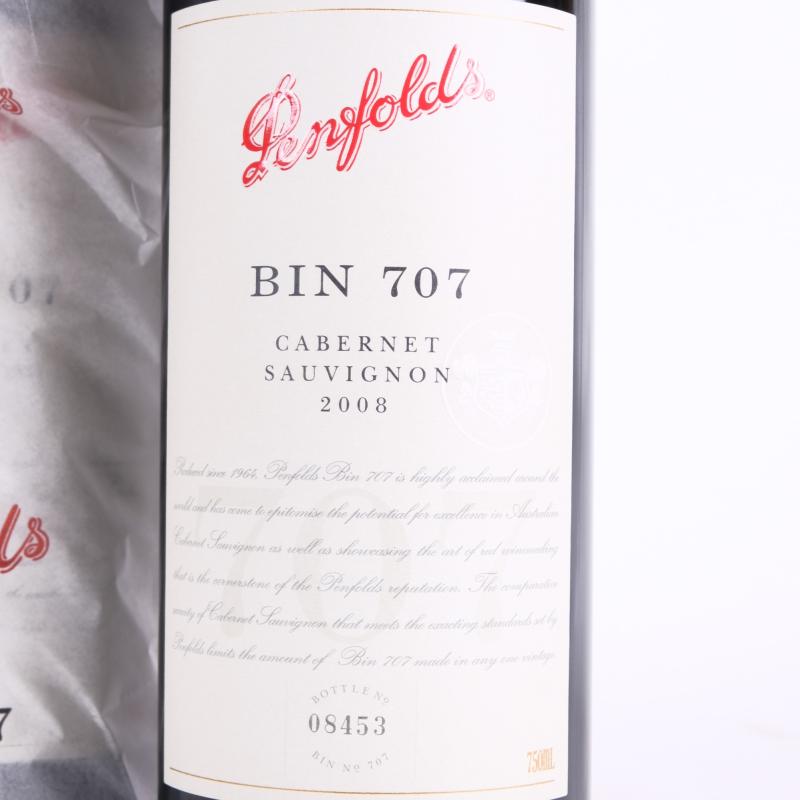 Penfolds®
BIN 707
CABERNET
SAUVIGNON
2008
Produced since 1964, Penfolds Bin 707 is highly acclaimed around the
world and has come to epitomise the potential for excellence in Australian
Cabernet Sauvignon as well as showcasing the art of red winemaking
that is the cornerstone of the Penfolds reputation. The comparative
scarcity of Cabernet Sauvignon that meets the exacting standards set by
Penfolds limits the amount of Bin 707 made in any one vintage.
707
BOTTLE Nº
08453
BIN Nº 707
750ML
s
07
ls
7